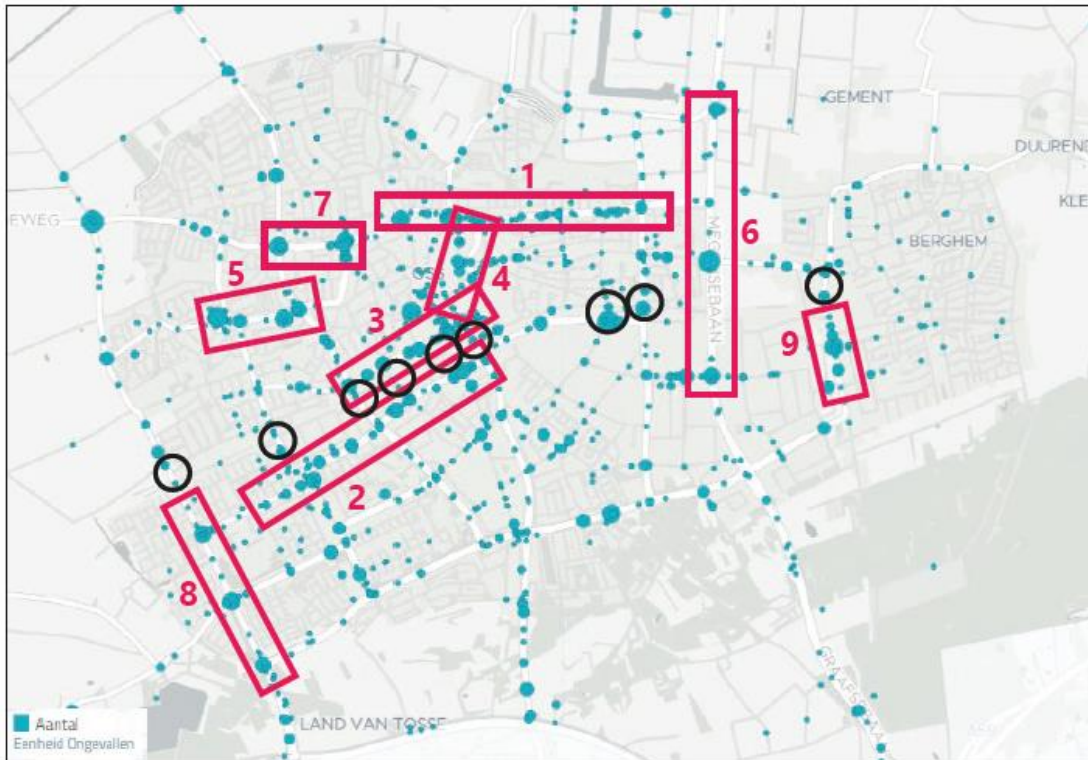 GEMENT
DUUREND
KLE
EWEG
1
7
6
BERGHEM
5
4
3
9
2
8
LAND VAN TOSSE
Aantal
Eenheid Ongevallen